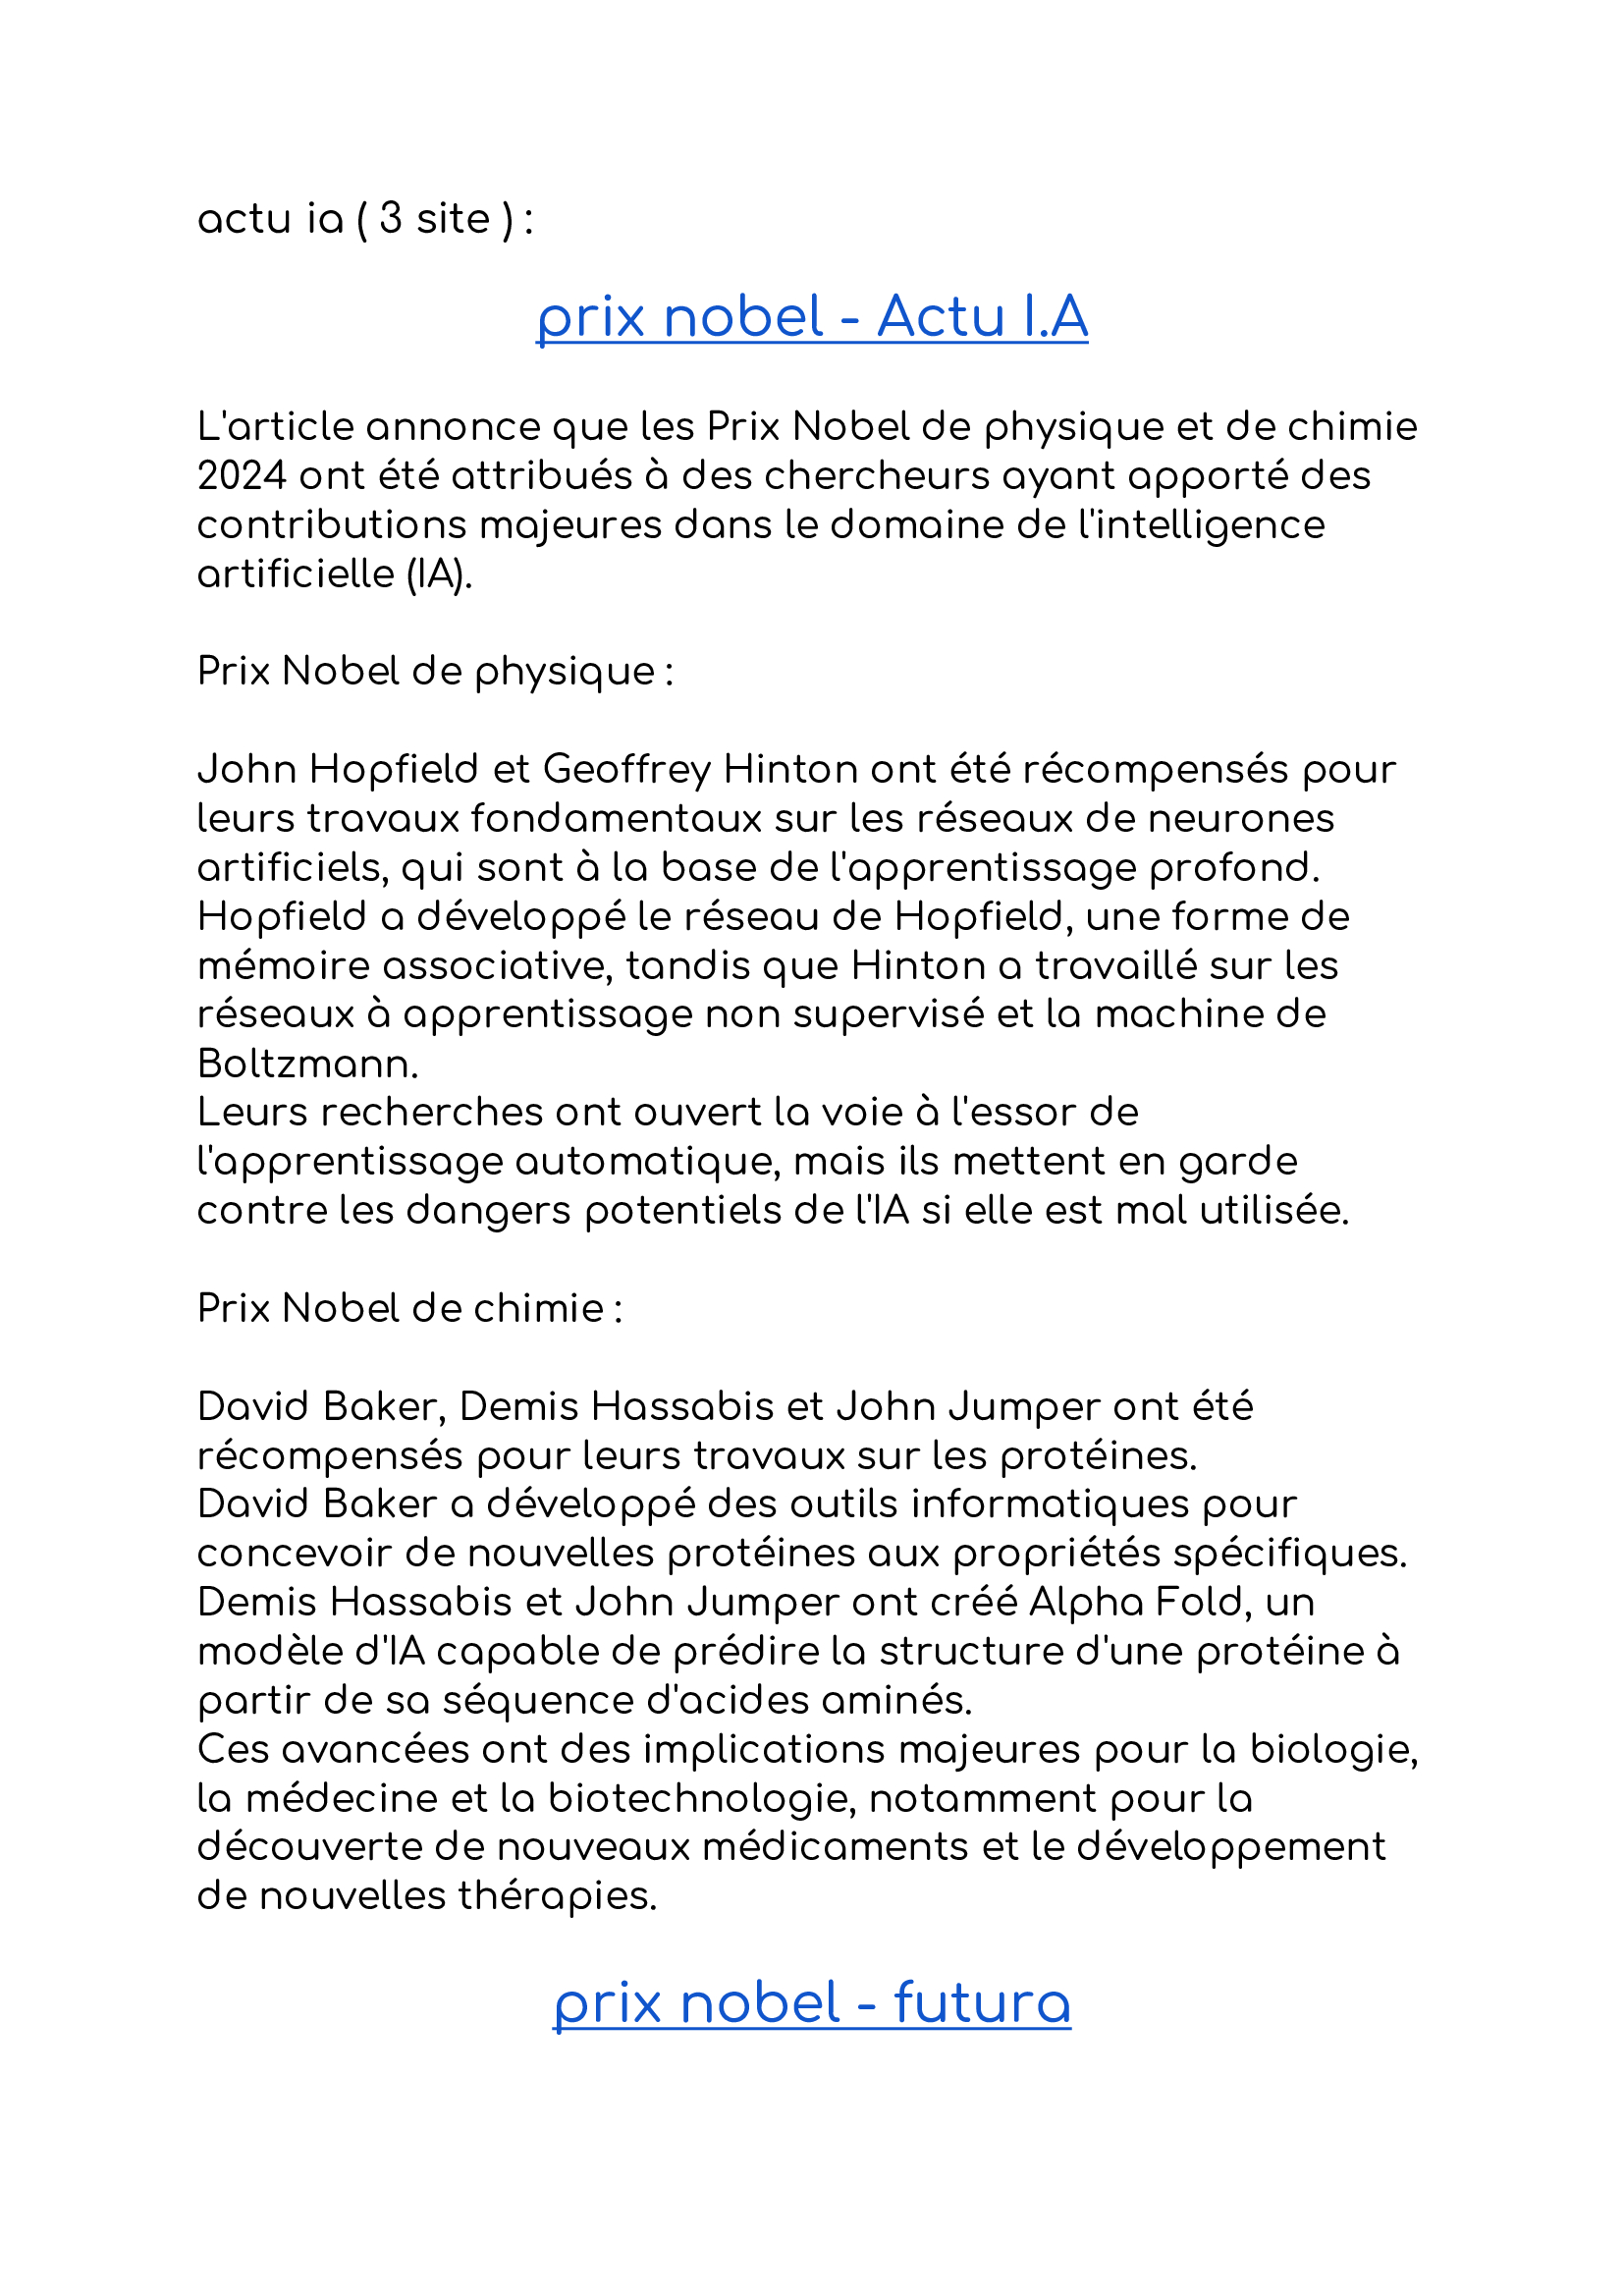 actu ia ( 3 site ) :
prix nobel - Actu I.A
L'article annonce que les Prix Nobel de physique et de chimie
2024 ont été attribués à des chercheurs ayant apporté des
contributions majeures dans le domaine de l'intelligence
artificielle (IA).
Prix Nobel de physique :
John Hopfield et Geoffrey Hinton ont été récompensés pour
leurs travaux fondamentaux sur les réseaux de neurones
artificiels, qui sont à la base de l'apprentissage profond.
Hopfield a développé le réseau de Hopfield, une forme de
mémoire associative, tandis que Hinton a travaillé sur les
réseaux à apprentissage non supervisé et la machine de
Boltzmann.
Leurs recherches ont ouvert la voie à l'essor de
l'apprentissage automatique, mais ils mettent en garde
contre les dangers potentiels de l'IA si elle est mal utilisée.
Prix Nobel de chimie :
David Baker, Demis Hassabis et John Jumper ont été
récompensés pour leurs travaux sur les protéines.
David Baker a développé des outils informatiques pour
concevoir de nouvelles protéines aux propriétés spécifiques.
Demis Hassabis et John Jumper ont créé Alpha Fold, un
modèle d'IA capable de prédire la structure d'une protéine à
partir de sa séquence d'acides aminés.
Ces avancées ont des implications majeures pour la biologie,
la médecine et la biotechnologie, notamment pour la
découverte de nouveaux médicaments et le développement
de nouvelles thérapies.
prix nobel - futura